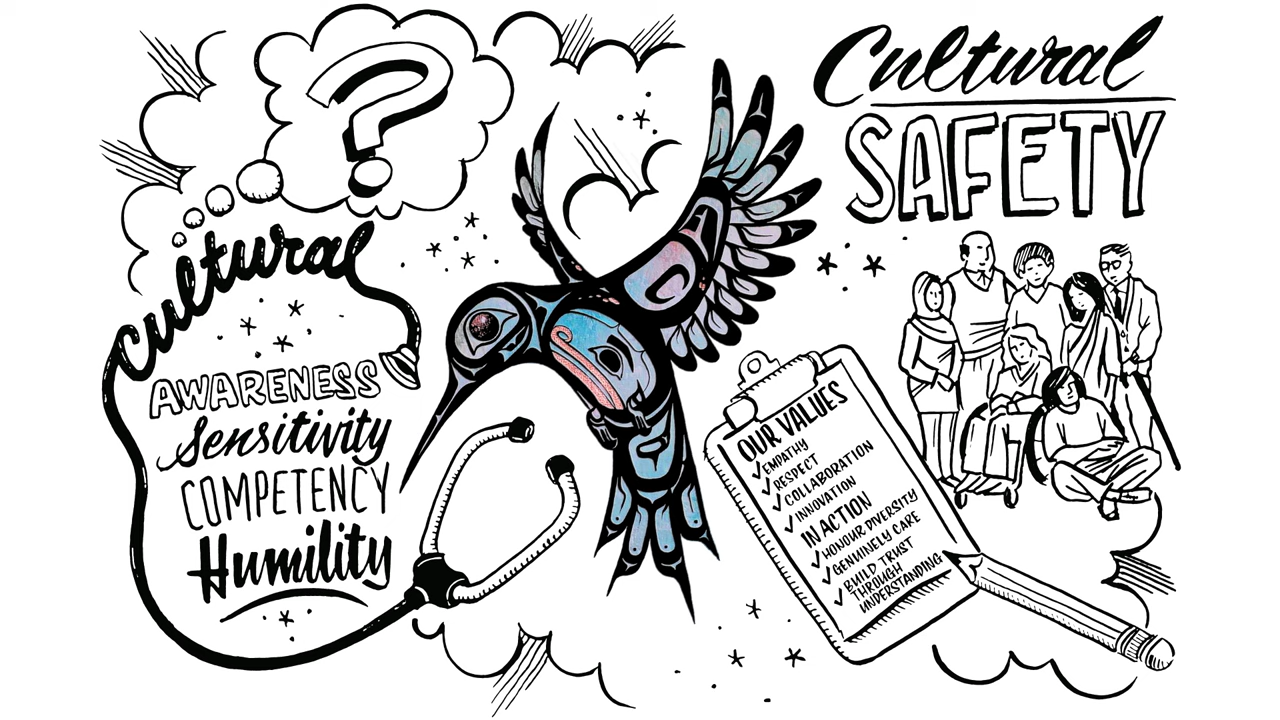 ?
cultural
AWARENESS
Sensitivity
COMPETENCY
Humility
Cultural
SAFETY
OUR VALUES
✓ EMPATHY
✓ RESPECT
✓ COLLABORATION
✓ INNOVATION
IN ACTION
✓ HONOUR DIVERSITY
✓ GENUINELY CARE
✓ BUILD TRUST
THROUGH
UNDERSTANDING